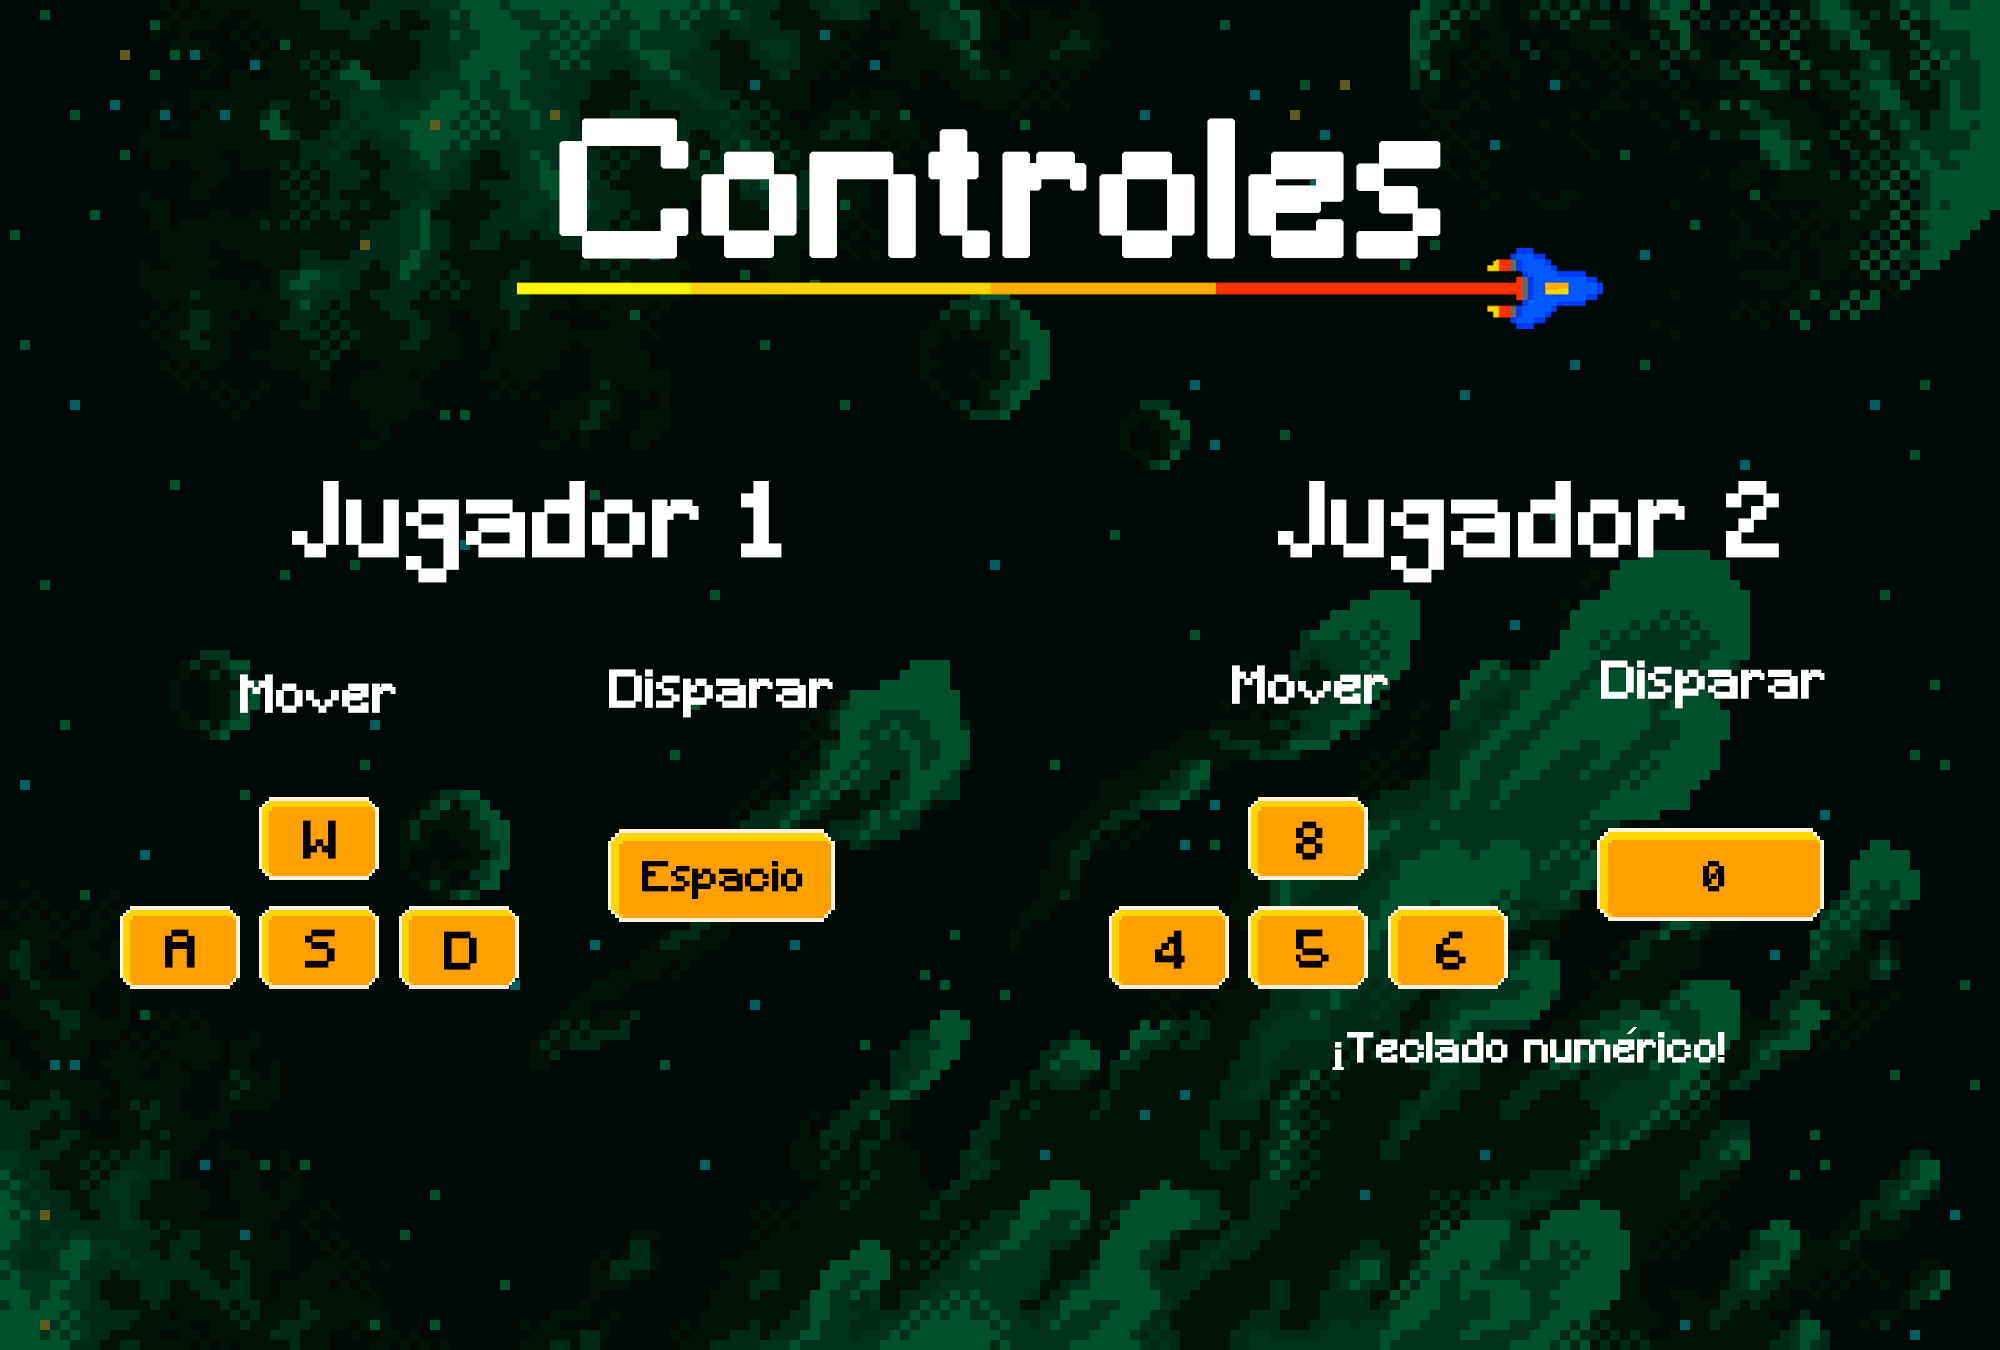 Controles
Jugador 1
Mover
Disparar
W
A S D
Espacio
Jugador 2
Mover
Disparar
8
4 5 6
0
¡Teclado numérico!